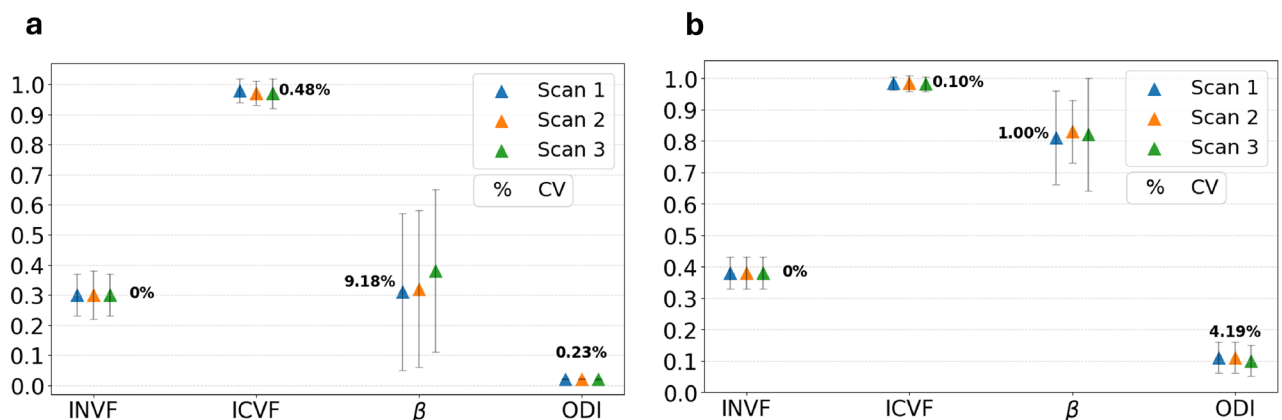 a
1.0
0.9
0.8
0.7
0.6
0.5
0.4
0.3
0.2
0.1
0.0
0%
0.48%
9.18%
0.23%
Scan 1
Scan 2
Scan 3
% CV
INVF ICVF β ODI
b
1.0
0.9
0.8
0.7
0.6
0.5
0.4
0.3
0.2
0.1
0.0
0%
0.10%
1.00%
4.19%
Scan 1
Scan 2
Scan 3
% CV
INVF ICVF β ODI